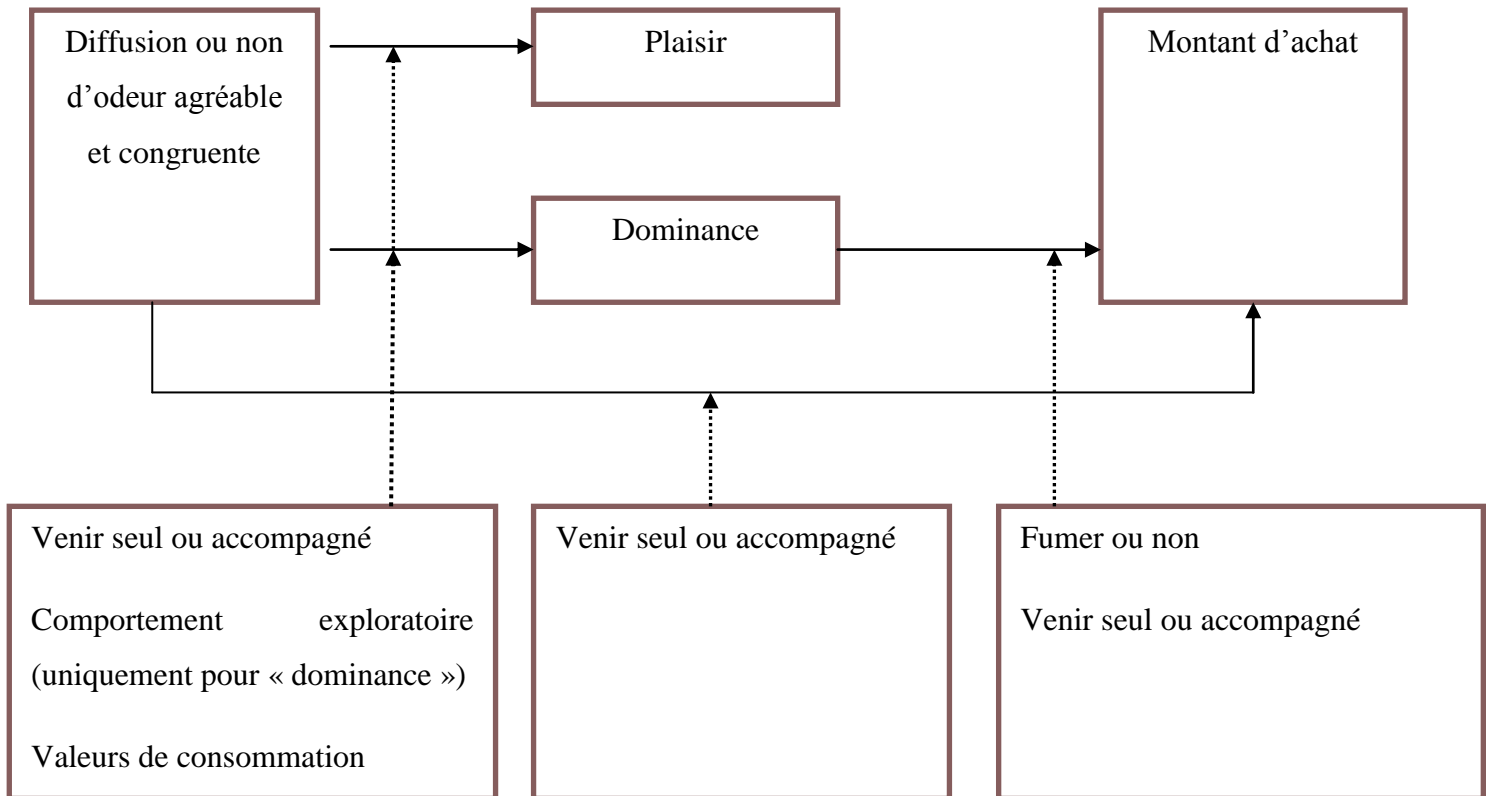 Diffusion ou non
d’odeur agréable
et congruente
Plaisir
Montant d’achat
Dominance
Venir seul ou accompagné
Comportement exploratoire
(uniquement pour « dominance »)
Valeurs de consommation
Venir seul ou accompagné
Fumer ou non
Venir seul ou accompagné